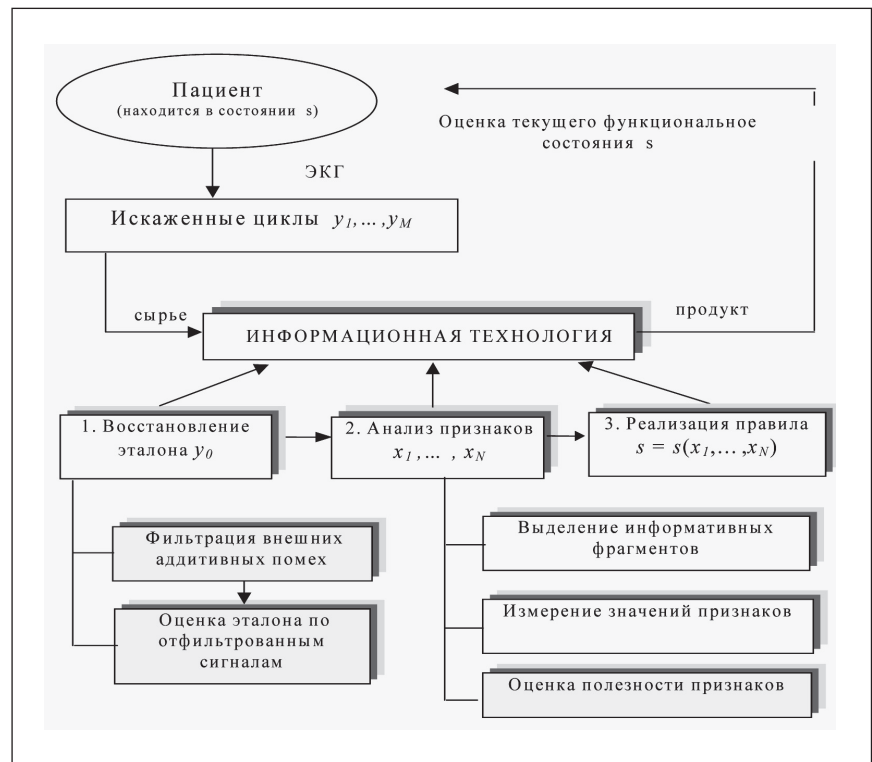 Пациент
(находится в состоянии s)
Оценка текущего функциональное
состояния s
ЭКГ
Искаженные циклы y1,...,yM
сырье
продукт
ИНФОРМАЦИОННАЯ ТЕХНОЛОГИЯ
1. Восстановление
эталона y0
2. Анализ признаков
x1,... , xN
3. Реализация правила
s = s(x1,...,xN)
Фильтрация внешних
аддитивных помех
Оценка эталона по
отфильтрованным
сигналам
Выделение информативных
фрагментов
Измерение значений признаков
Оценка полезности признаков